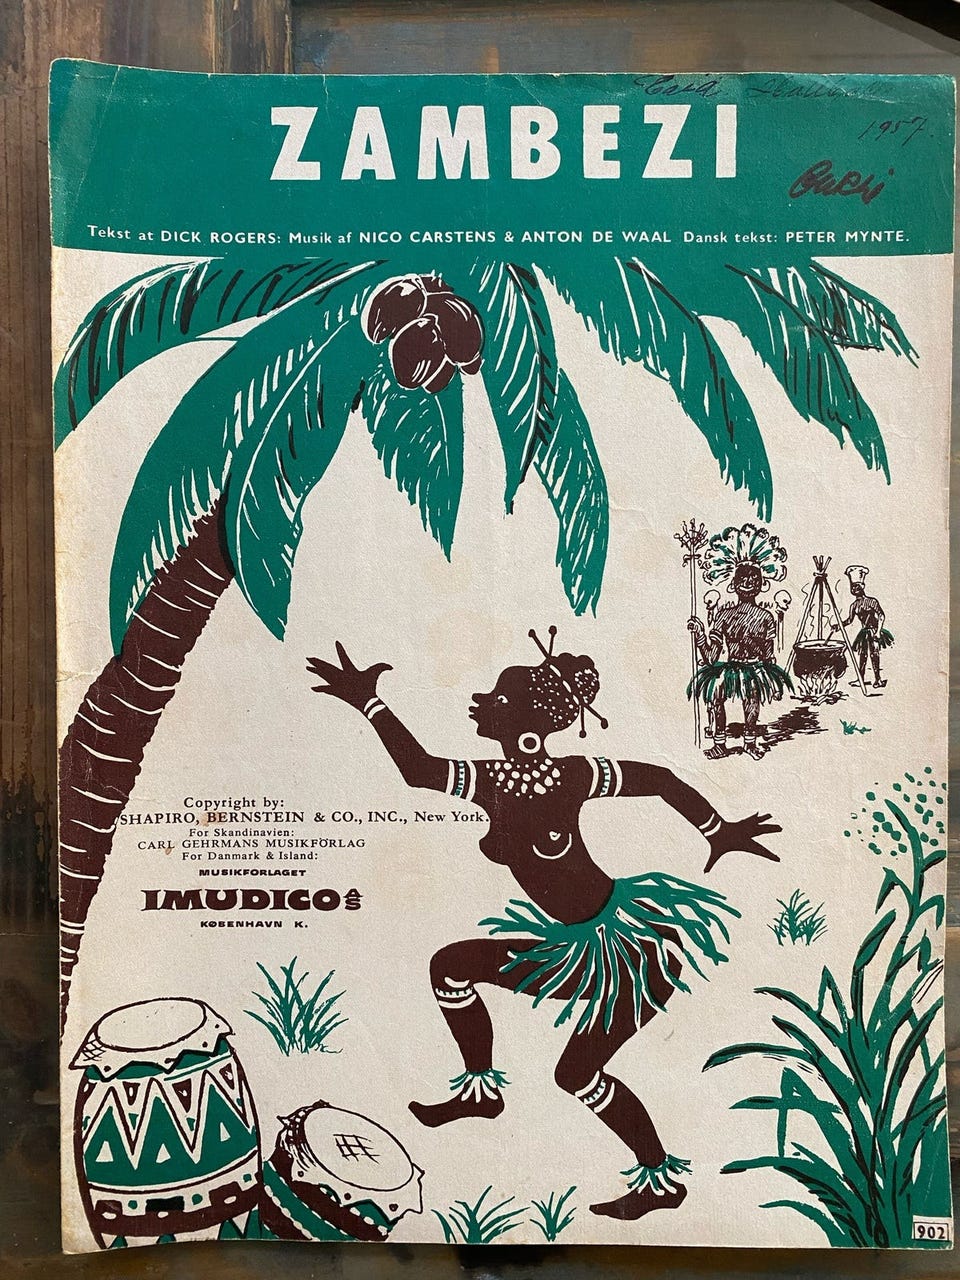 ZAMBEZI
1957.
Tekst at DICK ROGERS: Musik af NICO CARSTENS & ANTON DE WAAL Dansk tekst: PETER MYNTE.
Copyright by:
SHAPIRO, BERNSTEIN & CO., INC., New York.
For Skandinavien:
CARL GEHRMANS MUSIKFÖRLAG
For Danmark & Island:
MUSIKFORLAGET
IMUDICO A/S
KØBENHAVN K.
902